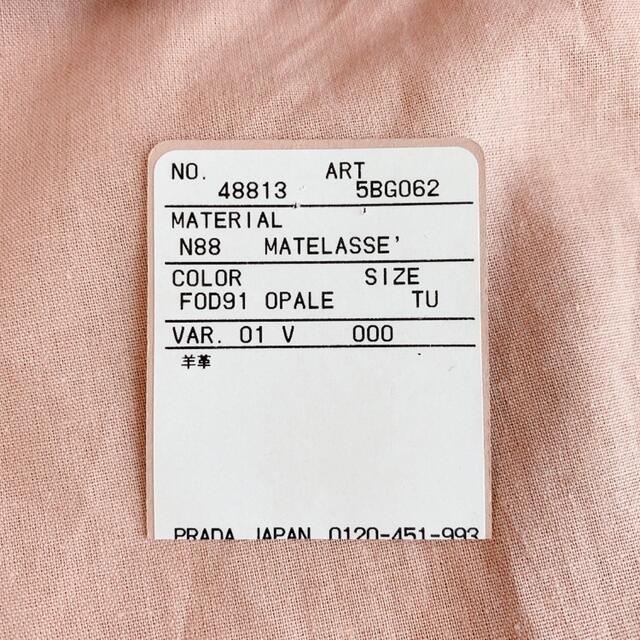 NO. ART
48813 5BG062
MATERIAL
N88 MATELASSE'
COLOR SIZE
F0D91 OPALE TU
VAR. 01 V 000
羊革
PRADA JAPAN 0120-451-993